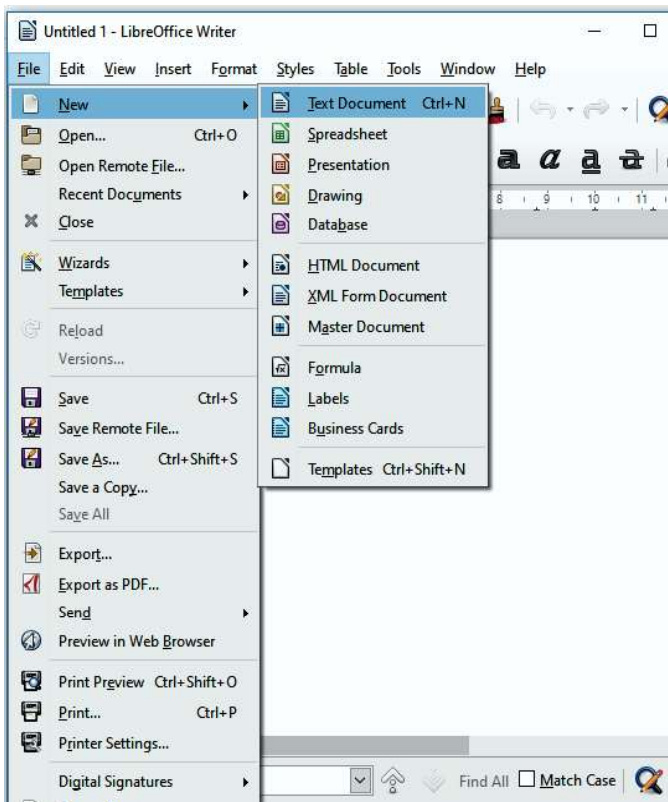 Untitled 1 - LibreOffice Writer
File Edit View Insert Format Styles Table Tools Window Help
New
Open... Ctrl+O
Open Remote File...
Recent Documents
Close
Wizards
Templates
Reload
Versions...
Save Ctrl+S
Save Remote File...
Save As... Ctrl+Shift+S
Save a Copy...
Save All
Export...
Export as PDF...
Send
Preview in Web Browser
Print Preview Ctrl+Shift+O
Print... Ctrl+P
Printer Settings...
Digital Signatures
Text Document Ctrl+N
Spreadsheet
Presentation
Drawing
Database
HTML Document
XML Form Document
Master Document
Formula
Labels
Business Cards
Templates Ctrl+Shift+N
a a a a
8 9 10 11
Find All Match Case